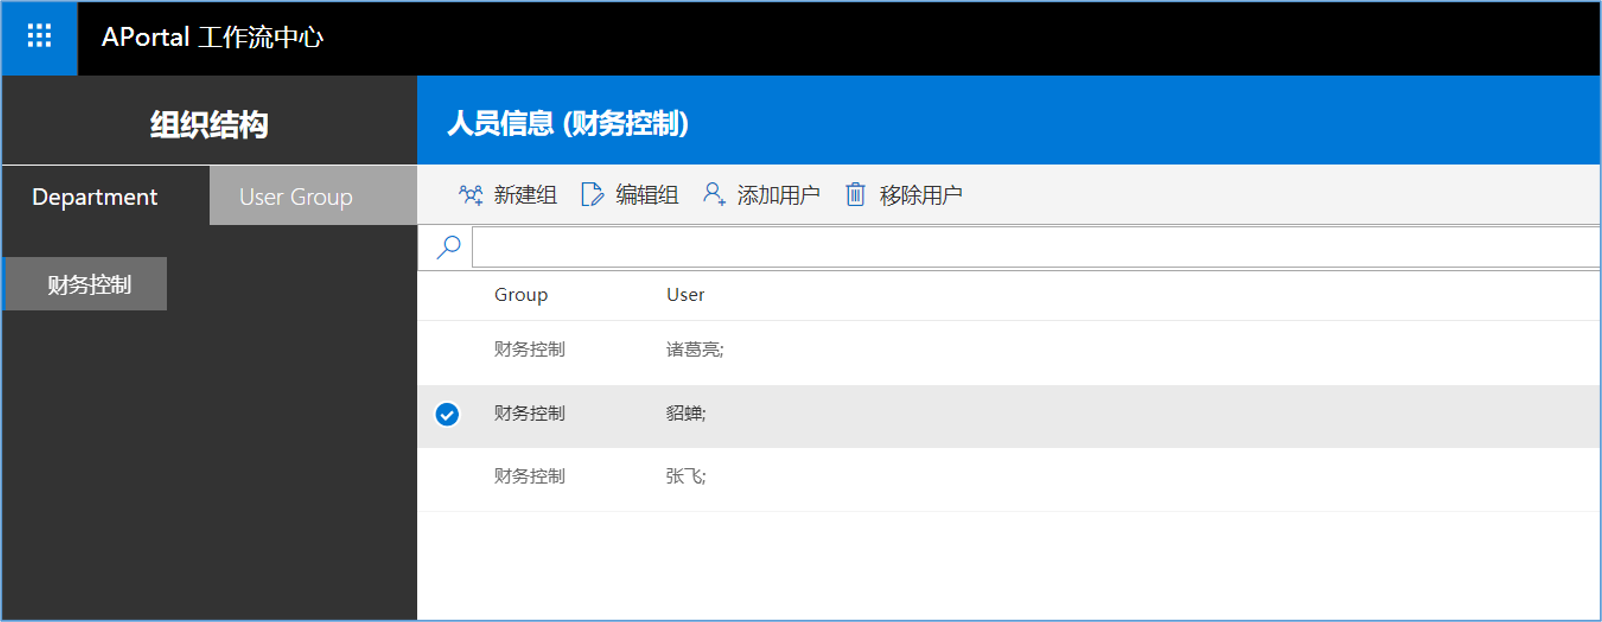 APortal 工作流中心
组织结构
人员信息 (财务控制)
Department
User Group
新建组
编辑组
添加用户
移除用户
财务控制
Group User
财务控制 诸葛亮;
财务控制 貂蝉;
财务控制 张飞;